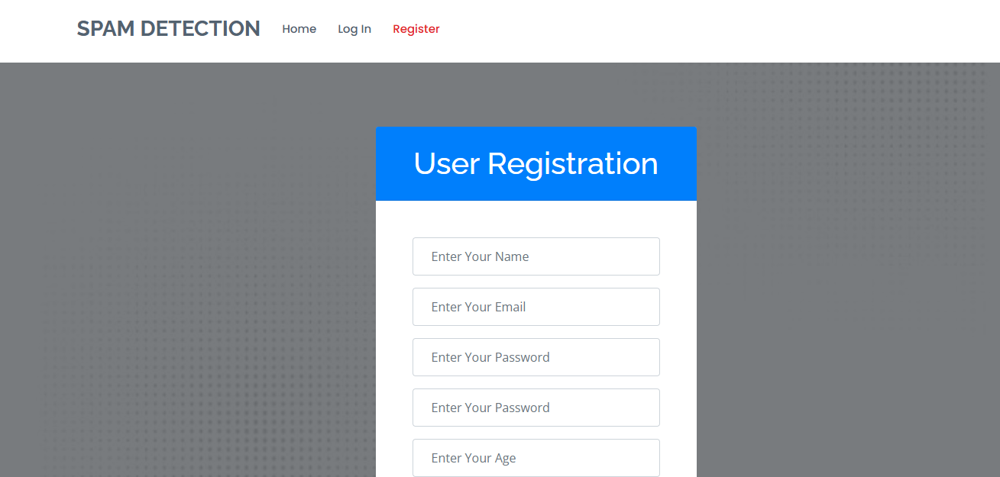 SPAM DETECTION Home Log In Register
User Registration
Enter Your Name
Enter Your Email
Enter Your Password
Enter Your Password
Enter Your Age